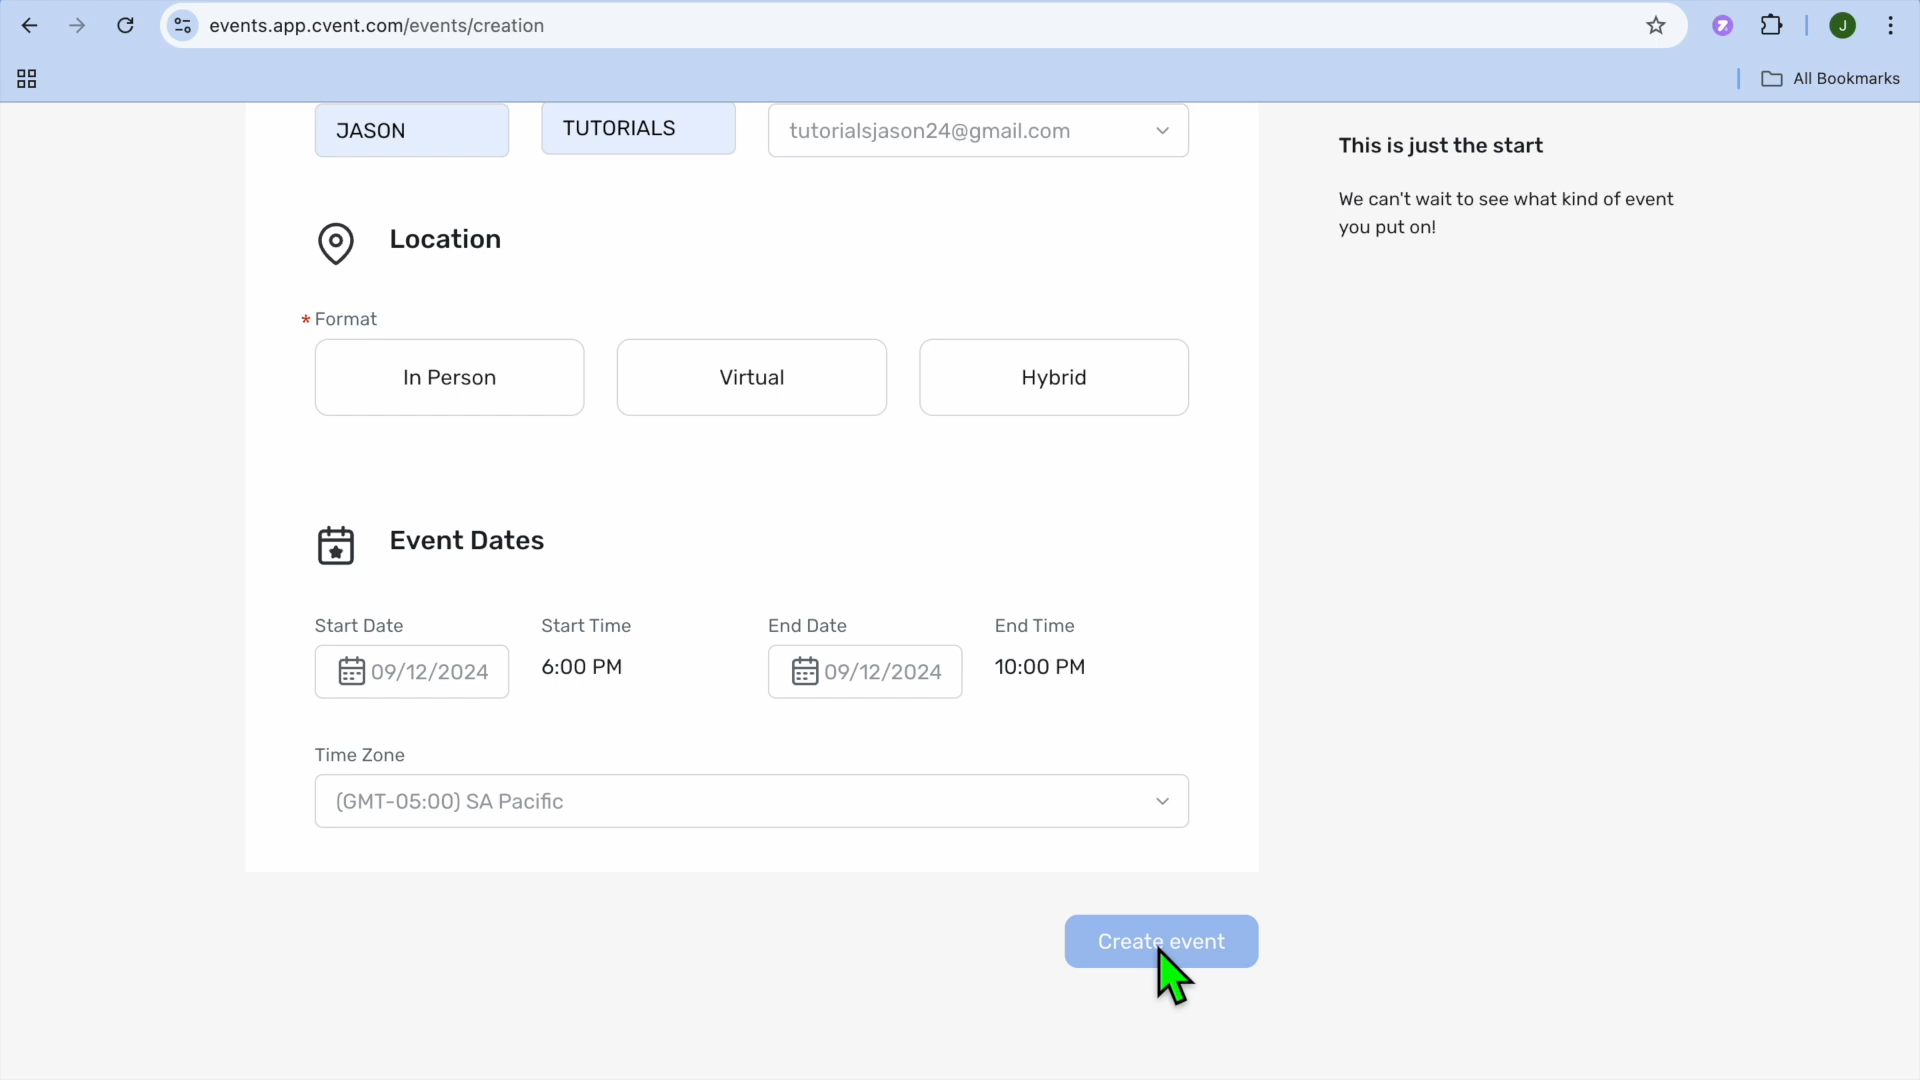 events.app.cvent.com/events/creation
J
All Bookmarks
JASON
TUTORIALS
tutorialsjason24@gmail.com
This is just the start
We can't wait to see what kind of event
you put on!
Location
* Format
In Person
Virtual
Hybrid
Event Dates
Start Date
Start Time
End Date
End Time
09/12/2024
6:00 PM
09/12/2024
10:00 PM
Time Zone
(GMT-05:00) SA Pacific
Create event